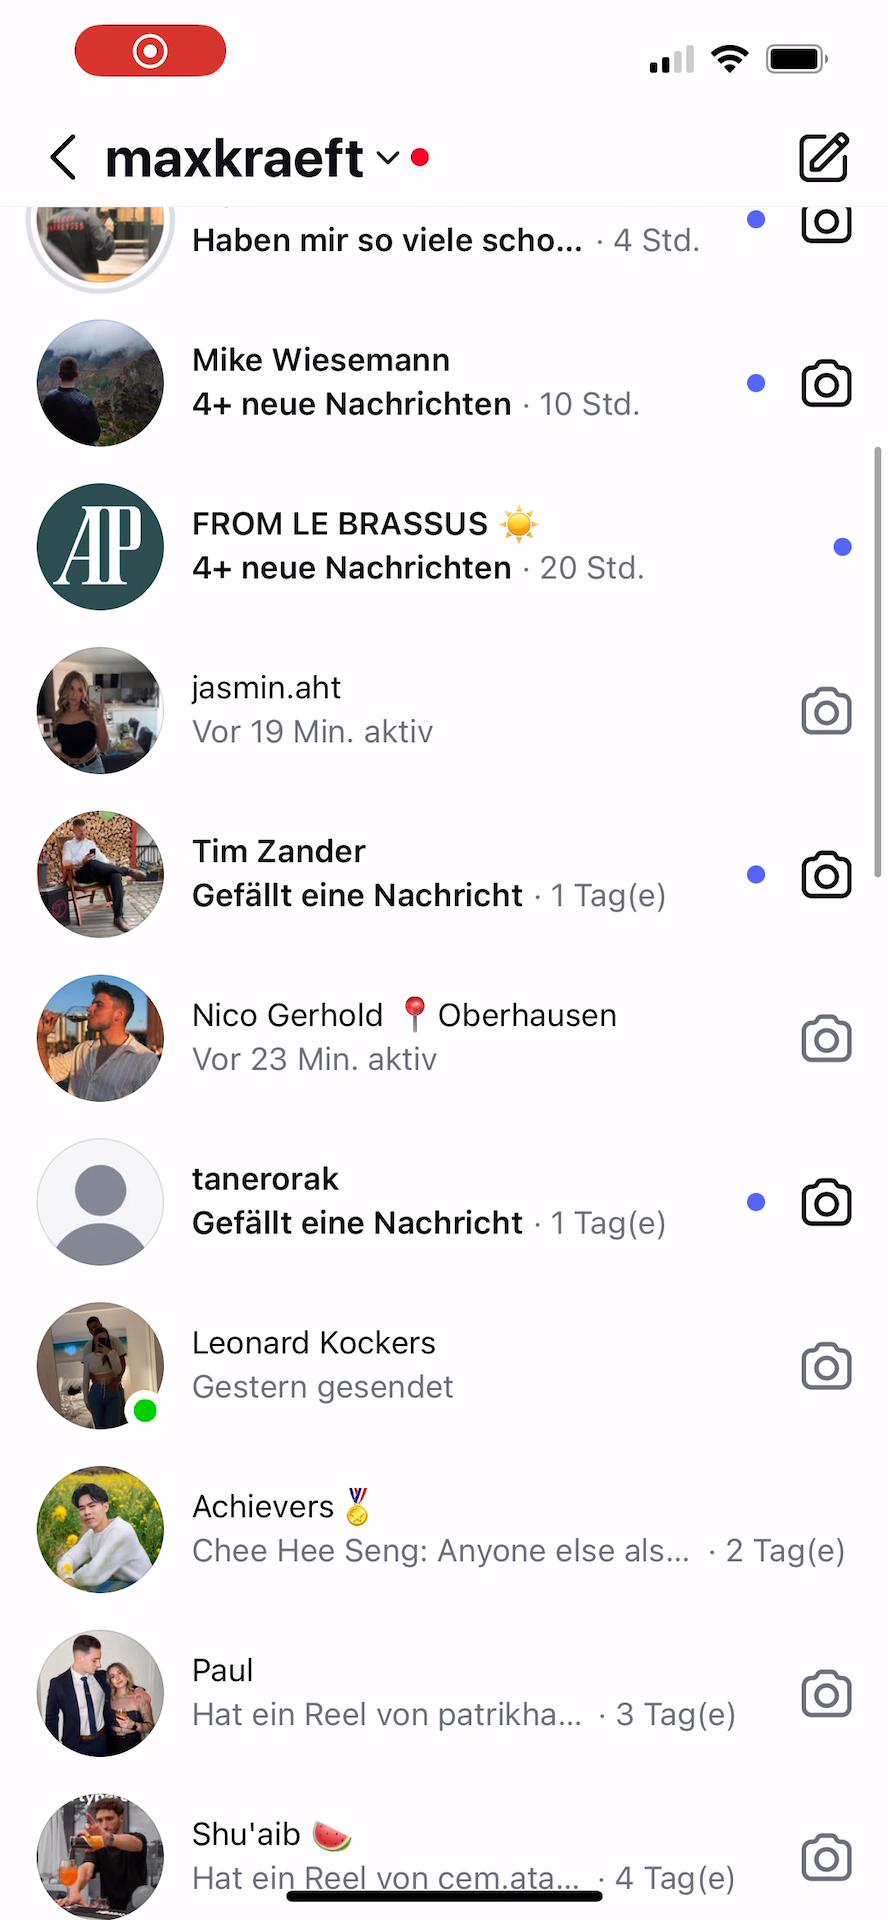 maxkraeft
Haben mir so viele scho... · 4 Std.
Mike Wiesemann
4+ neue Nachrichten · 10 Std.
AP
FROM LE BRASSUS ☀️
4+ neue Nachrichten · 20 Std.
jasmin.aht
Vor 19 Min. aktiv
Tim Zander
Gefällt eine Nachricht · 1 Tag(e)
Nico Gerhold 📍Oberhausen
Vor 23 Min. aktiv
tanerorak
Gefällt eine Nachricht · 1 Tag(e)
Leonard Kockers
Gestern gesendet
Achievers 🏅
Chee Hee Seng: Anyone else als... · 2 Tag(e)
Paul
Hat ein Reel von patrikha... · 3 Tag(e)
Shu'aib 🍉
Hat ein Reel von cem.ata... · 4 Tag(e)